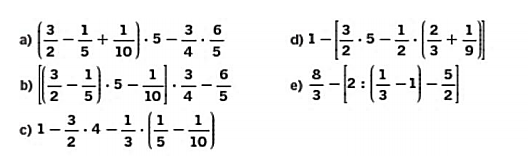 a) (3/2 − 1/5 + 1/10) · 5 − 3/4 · 6/5
b) [(3/2 − 1/5) · 5 − 1/10] · 3/4 − 6/5
c) 1 − 3/2 · 4 − 1/3 · (1/5 − 1/10)
d) 1 − [3/2 · 5 − 1/2 · (2/3 + 1/9)]
e) 8/3 − [2 : (1/3 − 1) − 5/2]